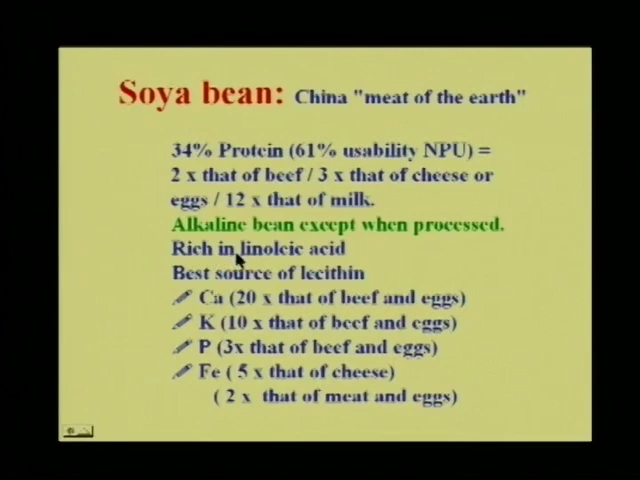 Soya bean: China "meat of the earth"
34% Protein (61% usability NPU) =
2 x that of beef / 3 x that of cheese or
eggs / 12 x that of milk.
Alkaline bean except when processed.
Rich in linoleic acid
Best source of lecithin
Ca (20 x that of beef and eggs)
K (10 x that of beef and eggs)
P (3x that of beef and eggs)
Fe ( 5 x that of cheese)
( 2 x that of meat and eggs)